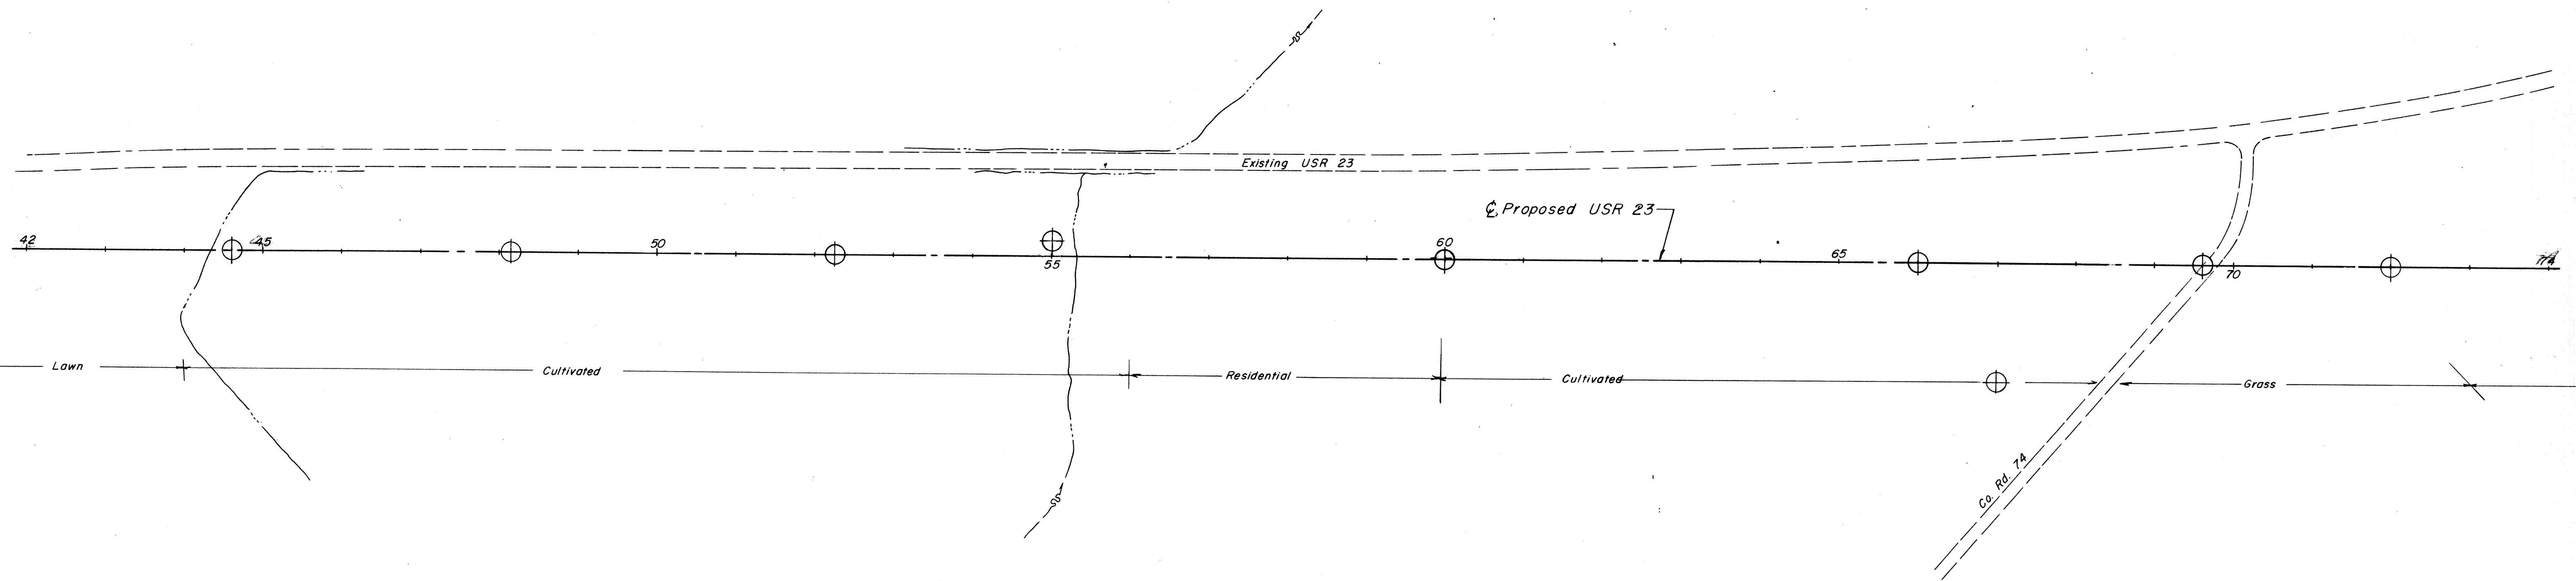 Existing USR 23
℄ Proposed USR 23
42
45
50
55
60
65
70
74
Lawn
Cultivated
Residential
Cultivated
Grass
Co. Rd. 74